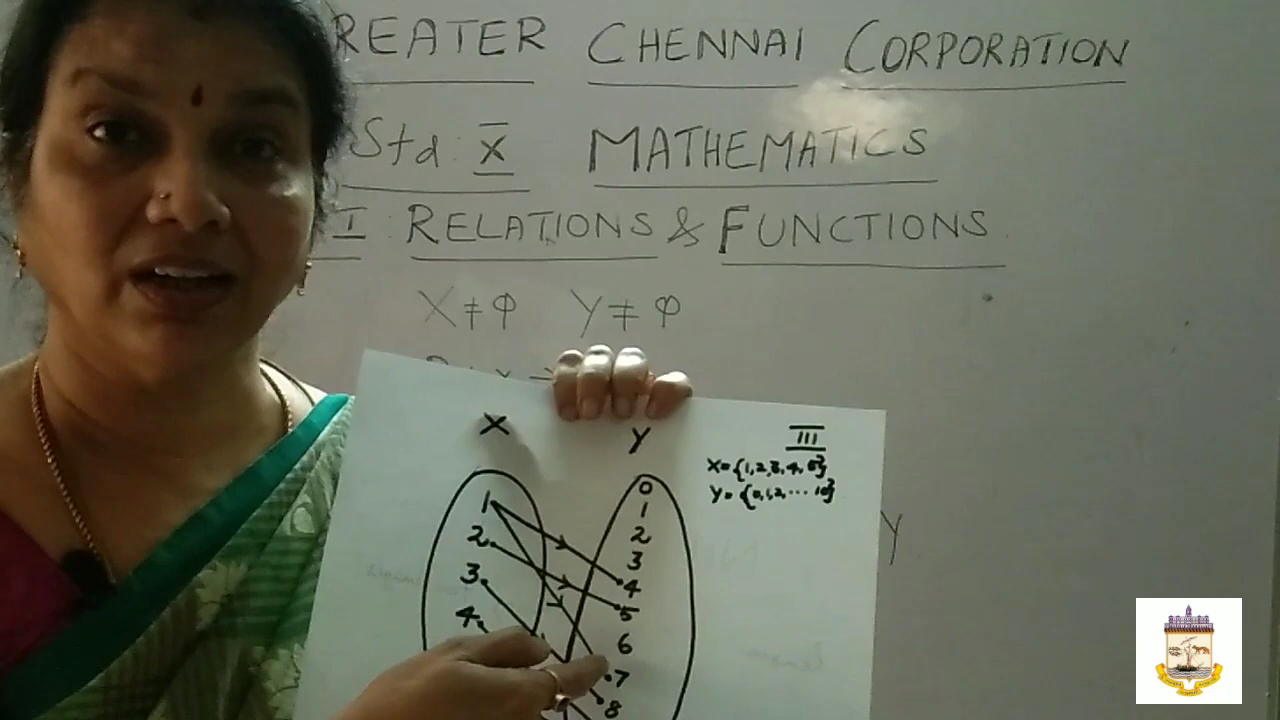 REATER CHENNAI CORPORATION
Std : X MATHEMATICS
I RELATIONS & FUNCTIONS
X ≠ φ Y ≠ φ
X Y
III
X = {1,2,3,4,5}
Y = {0,1,2, ··· 10}
0
1 1
2 2
3 3
4
5
4 6
7
8
Y